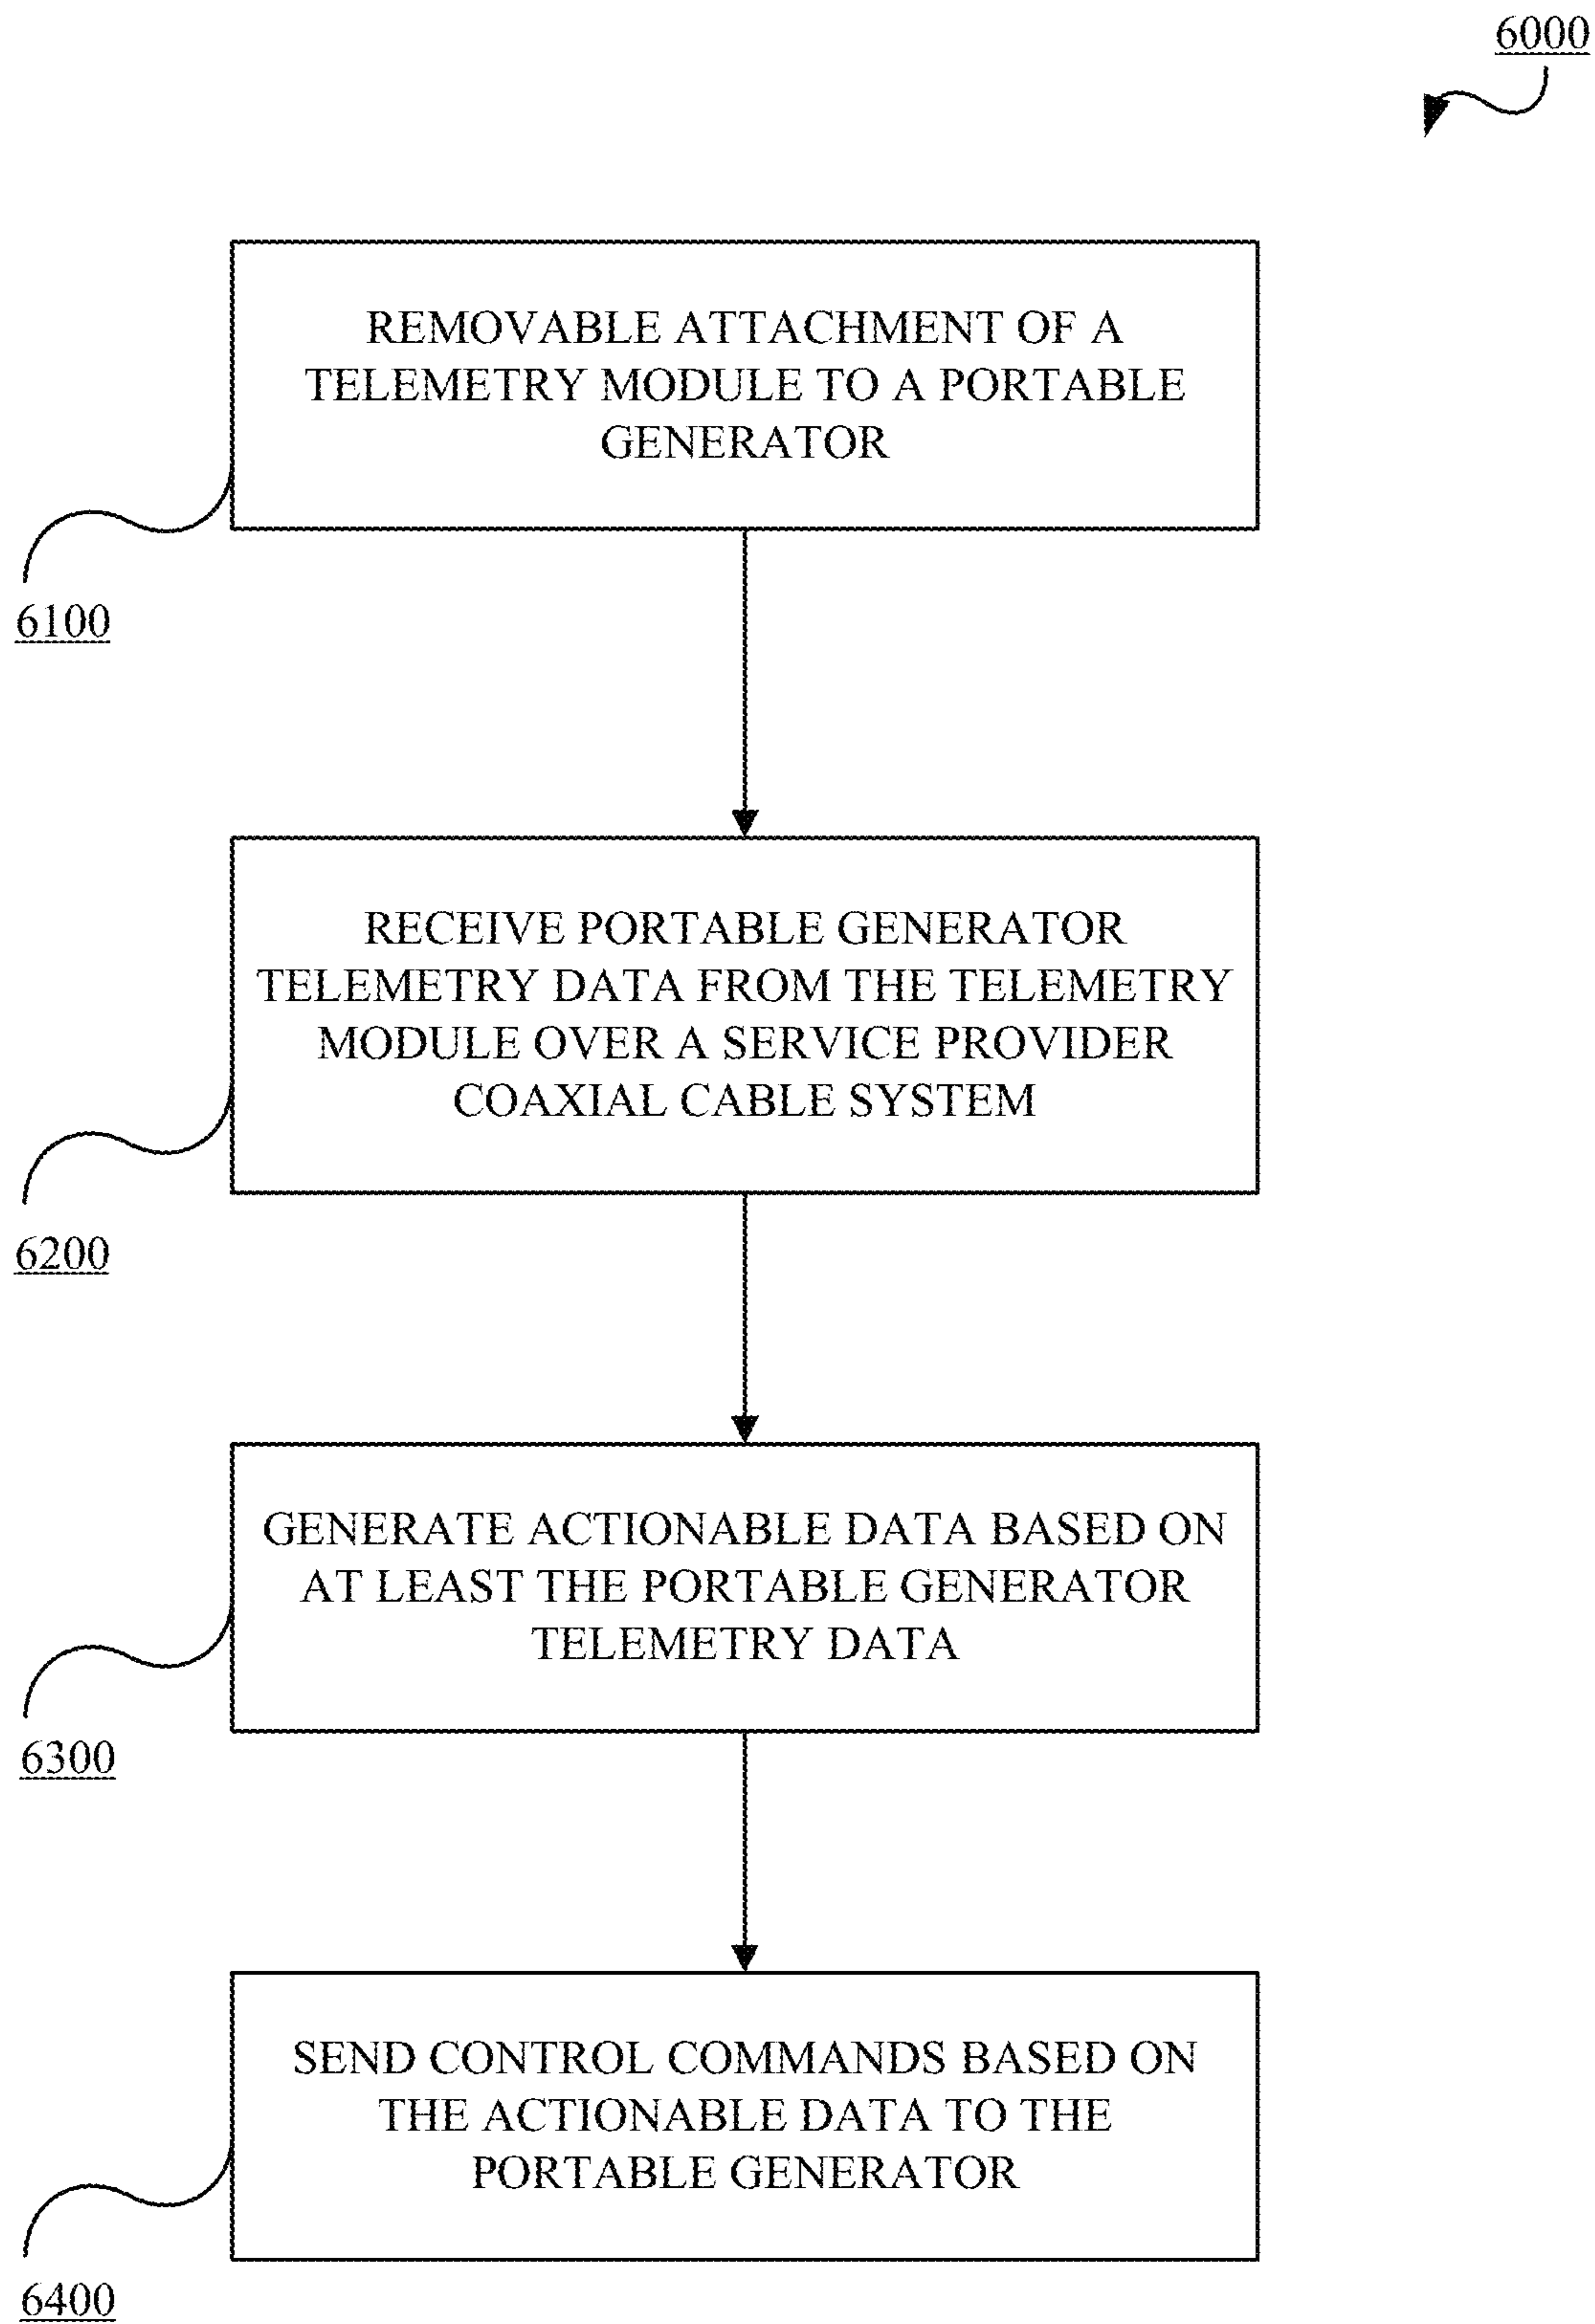 6000
REMOVABLE ATTACHMENT OF A
TELEMETRY MODULE TO A PORTABLE
GENERATOR
6100
RECEIVE PORTABLE GENERATOR
TELEMETRY DATA FROM THE TELEMETRY
MODULE OVER A SERVICE PROVIDER
COAXIAL CABLE SYSTEM
6200
GENERATE ACTIONABLE DATA BASED ON
AT LEAST THE PORTABLE GENERATOR
TELEMETRY DATA
6300
SEND CONTROL COMMANDS BASED ON
THE ACTIONABLE DATA TO THE
PORTABLE GENERATOR
6400